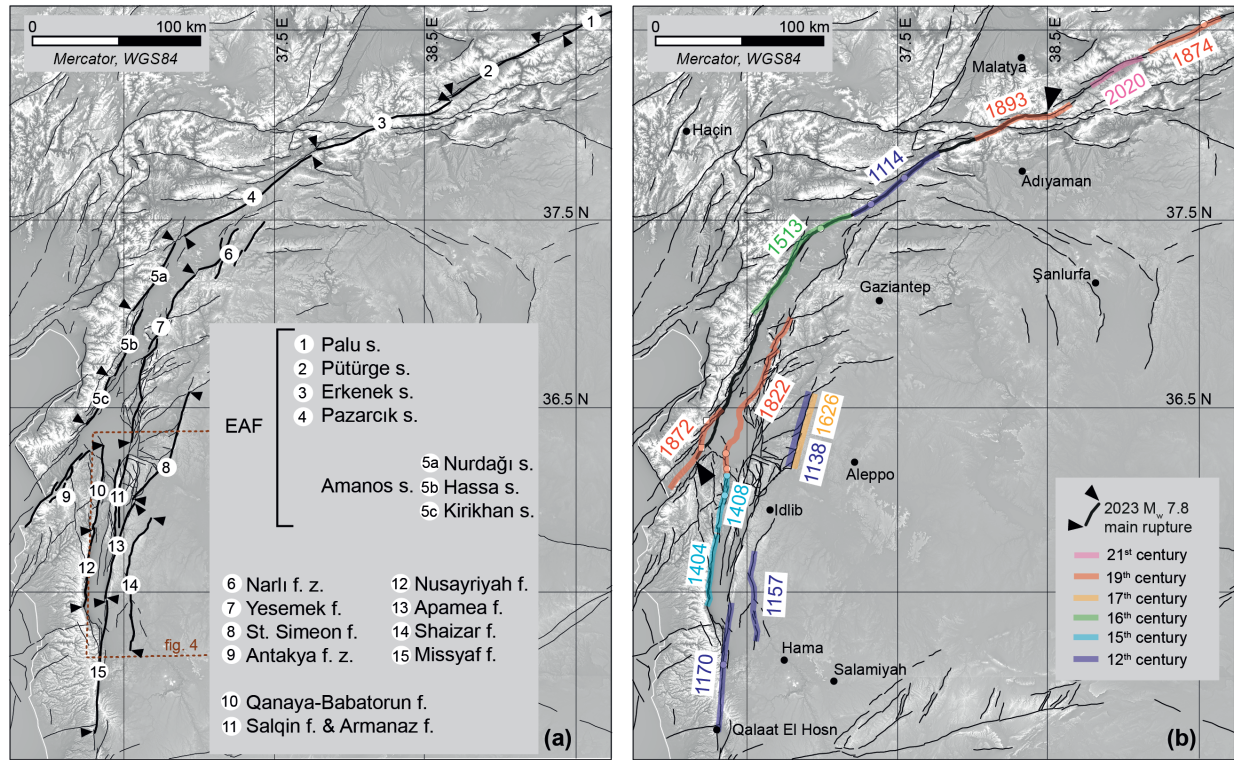 0 100 km
Mercator, WGS84
37.5 E
38.5 E
1
2
3
4
5a
6
7
5b
5c
8
9
10
11
12
13
14
15
fig. 4
EAF
1 Palu s.
2 Pütürge s.
3 Erkenek s.
4 Pazarcık s.
Amanos s.
5a Nurdağı s.
5b Hassa s.
5c Kirikhan s.
6 Narlı f. z.
7 Yesemek f.
8 St. Simeon f.
9 Antakya f. z.
12 Nusayriyah f.
13 Apamea f.
14 Shaizar f.
15 Missyaf f.
10 Qanaya-Babatorun f.
11 Salqin f. & Armanaz f.
(a)
0 100 km
Mercator, WGS84
37.5 E
38.5 E
Malatya
1874
2020
1893
Haçin
1114
Adıyaman
37.5 N
1513
Şanlurfa
Gaziantep
1822
36.5 N
1626
1138
1872
Aleppo
1408
Idlib
1404
1157
Hama
Salamiyah
1170
Qalaat El Hosn
2023 Mw 7.8
main rupture
21st century
19th century
17th century
16th century
15th century
12th century
(b)